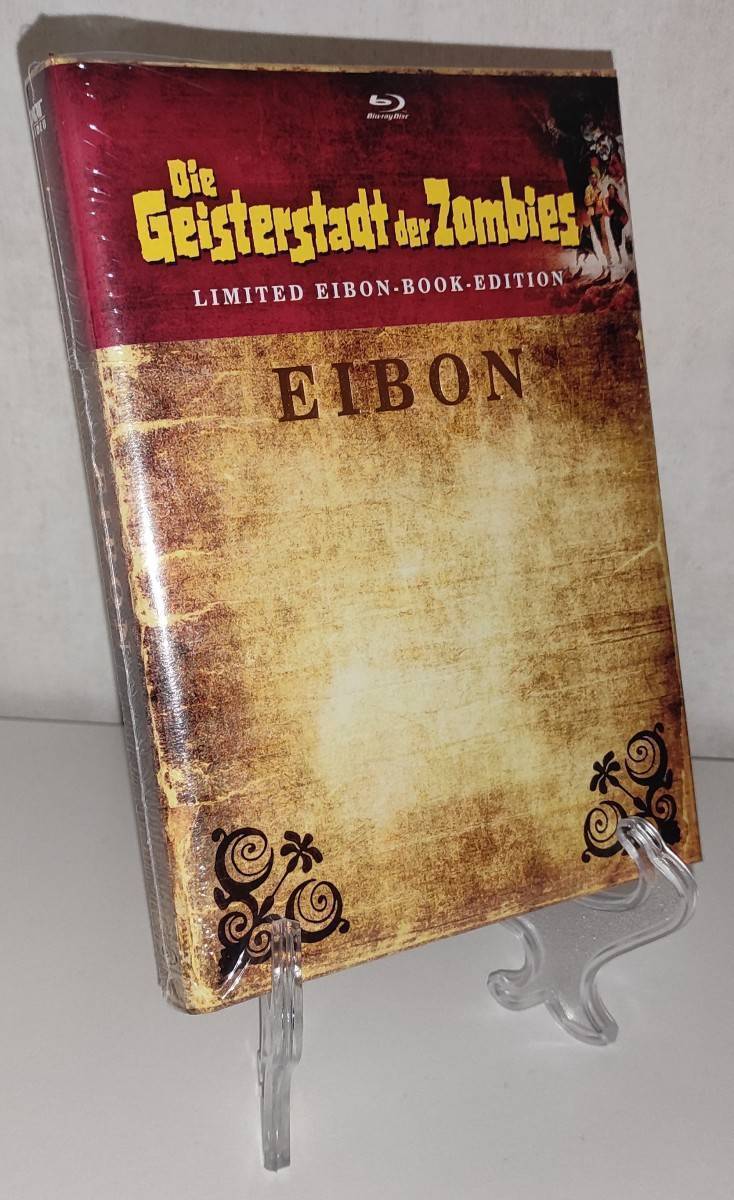 Blu-ray Disc
Die
Geisterstadt der Zombies
LIMITED EIBON-BOOK-EDITION
EIBON